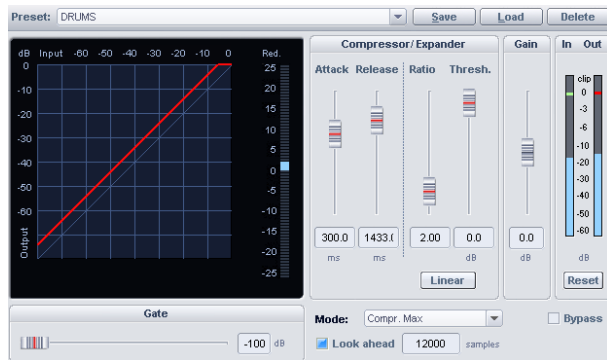 Preset: DRUMS Save Load Delete
dB Input -60 -50 -40 -30 -20 -10 0 Red.
0
-10
-20
-30
-40
-50
-60
Output
25
20
15
10
5
0
-5
-10
-15
-20
-25
Compressor/Expander
Attack Release Ratio Thresh.
300.0 1433.( 2.00 0.0
ms ms dB
Linear
Gain
0.0
dB
In Out
clip
0
-3
-6
-10
-20
-30
-40
-50
-60
dB
Reset
Gate
-100 dB
Mode: Compr. Max
Bypass
Look ahead 12000 samples